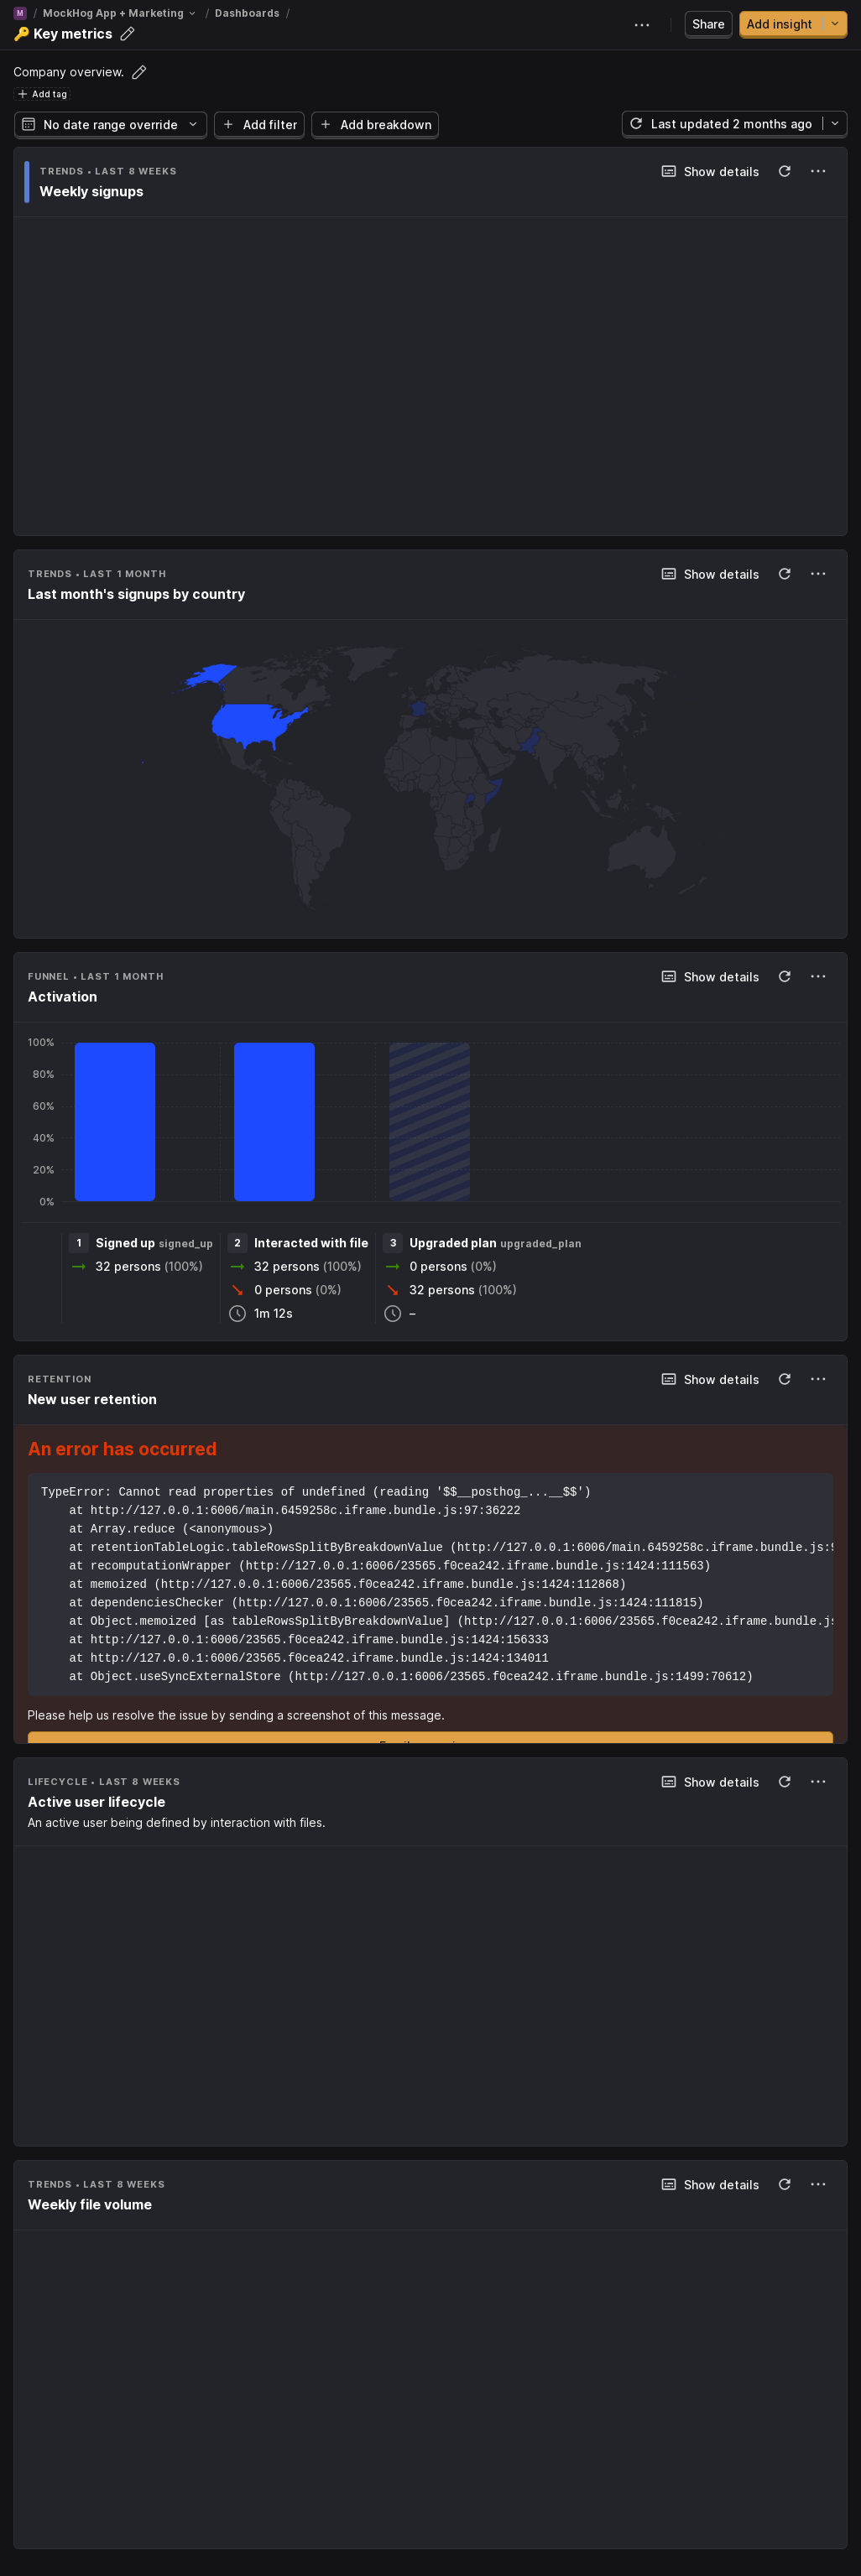 M / MockHog App + Marketing / Dashboards /
🔑 Key metrics
Share
Add insight
Company overview.
Add tag
No date range override
Add filter
Add breakdown
Last updated 2 months ago
TRENDS • LAST 8 WEEKS
Show details
Weekly signups
TRENDS • LAST 1 MONTH
Show details
Last month's signups by country
FUNNEL • LAST 1 MONTH
Show details
Activation
100%
80%
60%
40%
20%
0%
1 Signed up signed_up
32 persons (100%)
2 Interacted with file
32 persons (100%)
0 persons (0%)
1m 12s
3 Upgraded plan upgraded_plan
0 persons (0%)
32 persons (100%)
–
RETENTION
Show details
New user retention
An error has occurred
TypeError: Cannot read properties of undefined (reading '$$__posthog_...__$$')
at http://127.0.0.1:6006/main.6459258c.iframe.bundle.js:97:36222
at Array.reduce (<anonymous>)
at retentionTableLogic.tableRowsSplitByBreakdownValue (http://127.0.0.1:6006/main.6459258c.iframe.bundle.js:
at recomputationWrapper (http://127.0.0.1:6006/23565.f0cea242.iframe.bundle.js:1424:111563)
at memoized (http://127.0.0.1:6006/23565.f0cea242.iframe.bundle.js:1424:112868)
at dependenciesChecker (http://127.0.0.1:6006/23565.f0cea242.iframe.bundle.js:1424:111815)
at Object.memoized [as tableRowsSplitByBreakdownValue] (http://127.0.0.1:6006/23565.f0cea242.iframe.bundle.js
at http://127.0.0.1:6006/23565.f0cea242.iframe.bundle.js:1424:156333
at http://127.0.0.1:6006/23565.f0cea242.iframe.bundle.js:1424:134011
at Object.useSyncExternalStore (http://127.0.0.1:6006/23565.f0cea242.iframe.bundle.js:1499:70612)
Please help us resolve the issue by sending a screenshot of this message.
LIFECYCLE • LAST 8 WEEKS
Show details
Active user lifecycle
An active user being defined by interaction with files.
TRENDS • LAST 8 WEEKS
Show details
Weekly file volume